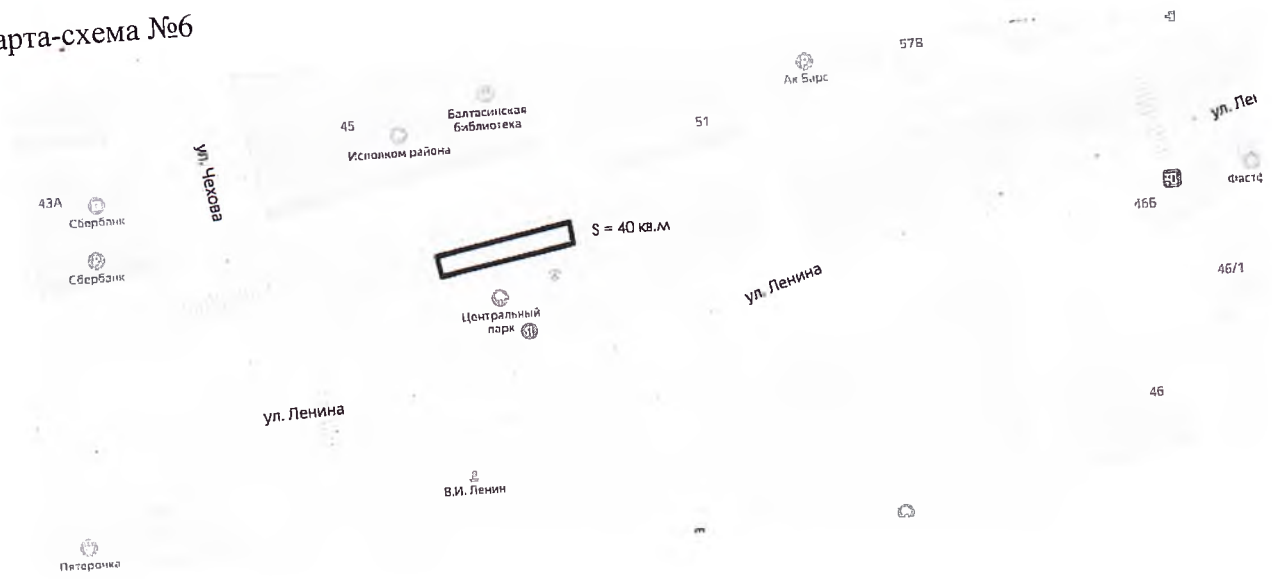 арта-схема №6
57В
Ак Барс
ул. Лен
Балтасинская
библиотека
45
51
Исполком района
ул. Чехова
43А
Сбербанк
Сбербанк
S = 40 кв.м
46Б
Фастф
46/1
ул. Ленина
Центральный
парк
46
ул. Ленина
В.И. Ленин
Пятерочка